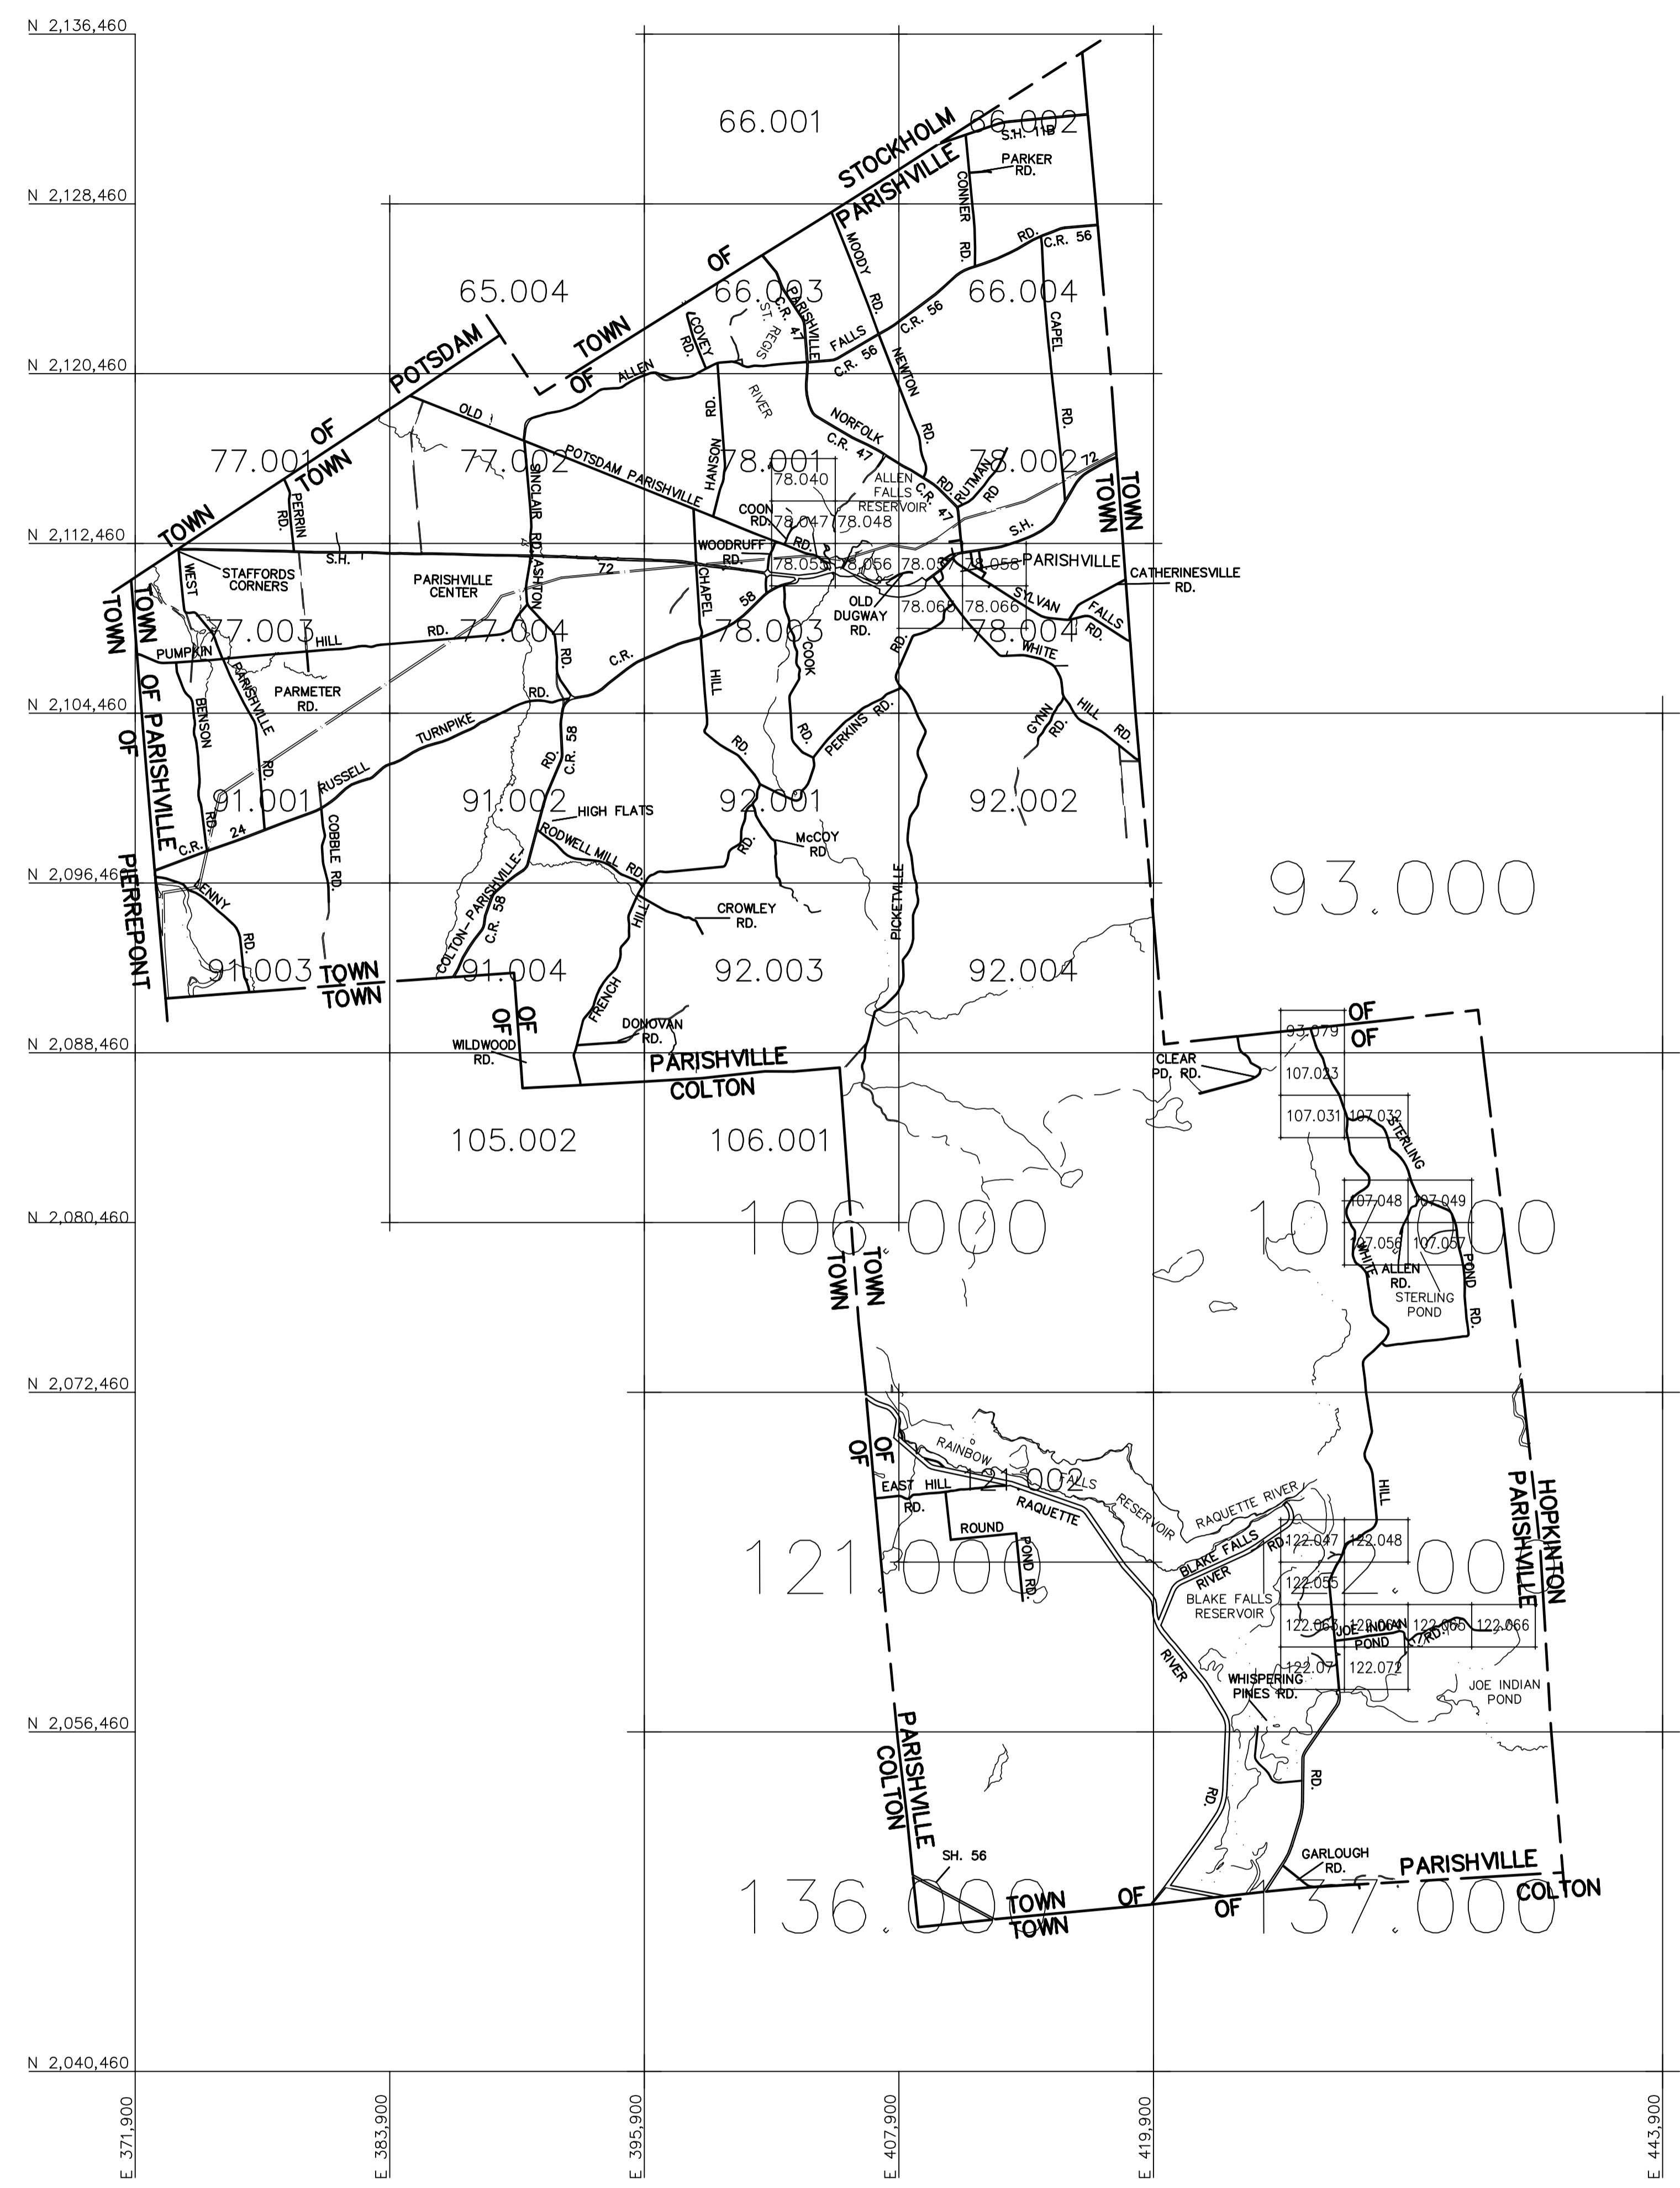 N 2,136,460
66.001
66.002
STOCKHOLM
PARISHVILLE
S.H. 11B
PARKER
RD.
CONNER
RD.
N 2,128,460
MOODY
RD.
RD.
C.R. 56
OF
65.004
66.003
66.004
PARISHVILLE
C.R. 47
ST. REGIS
RIVER
COVEY
RD.
FALLS
C.R. 56
C.R. 56
NEWTON
RD.
CAPEL
RD.
POTSDAM
TOWN
OF
ALLEN
N 2,120,460
OLD
POTSDAM PARISHVILLE
RD.
HANSON
RD.
NORFOLK
C.R. 47
RD.
C.R. 47
RUTMAN
RD
72
S.H.
OF
TOWN
TOWN
77.001
77.002
78.001
78.002
78.040
ALLEN
FALLS
RESERVOIR
TOWN
TOWN
PERRIN
RD.
SINCLAIR
RD.
COON
RD.
78.047
78.048
N 2,112,460
S.H.
72
WOODRUFF
RD.
78.055
78.056
78.058
PARISHVILLE
CATHERINESVILLE
RD.
STAFFORDS
CORNERS
PARISHVILLE
CENTER
WEST
PARISHVILLE
RD.
ASHTON
RD.
CHAPEL
HILL
RD.
58
C.R.
OLD
DUGWAY
RD.
78.066
SYLVAN
FALLS
RD.
TOWN
TOWN
77.003
77.004
78.003
78.004
PUMPKIN
HILL
RD.
COOK
RD.
RD.
WHITE
HILL
RD.
GYNN
RD.
PARMETER
RD.
BENSON
RD.
OF PARISHVILLE
OF
PIERREPONT
N 2,104,460
TURNPIKE
RD.
RUSSELL
C.R.
24
C.R. 58
RD.
PERKINS RD.
91.001
91.002
92.001
92.002
HIGH FLATS
RODWELL MILL RD.
McCOY
RD
RD.
COBBLE RD.
93.000
N 2,096,460
LENNY
RD.
COLTON-PARISHVILLE
C.R. 58
HILL
FRENCH
CROWLEY
RD.
PICKETVILLE
91.003
91.004
92.003
92.004
TOWN
TOWN
OF
OF
DONOVAN
RD.
WILDWOOD
RD.
PARISHVILLE
COLTON
N 2,088,460
OF
OF
93.079
CLEAR
PD. RD.
107.023
107.031
107.032
STERLING
105.002
106.001
107.048
107.049
N 2,080,460
106.000
107.056
107.057
WHITE
ALLEN
RD.
POND
RD.
STERLING
POND
TOWN
TOWN
N 2,072,460
OF
OF
RAINBOW
FALLS
RESERVOIR
121.002
EAST HILL
RD.
RAQUETTE
RAQUETTE RIVER
HILL
HOPKINTON
PARISHVILLE
ROUND
POND RD.
BLAKE FALLS
RD.
RIVER
122.047
122.048
121.000
122.055
BLAKE FALLS
RESERVOIR
122.063
122.065
122.066
JOE INDIAN
POND
RD.
RIVER
RD.
122.072
WHISPERING
PINES RD.
JOE INDIAN
POND
N 2,056,460
PARISHVILLE
COLTON
RD.
SH. 56
GARLOUGH
RD.
PARISHVILLE
COLTON
136.000
137.000
TOWN
TOWN
OF
OF
N 2,040,460
E 371,900
E 383,900
E 395,900
E 407,900
E 419,900
E 443,900